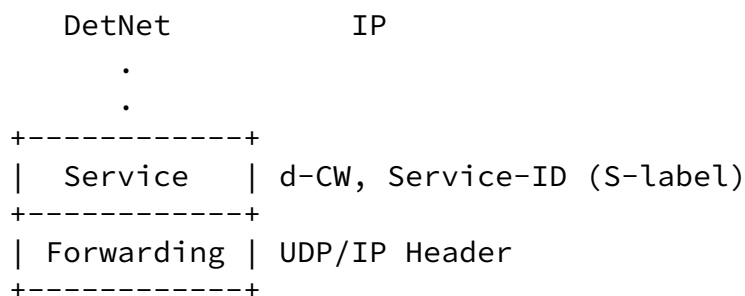 DetNet IP
.
.
+------------+
| Service | d-CW, Service-ID (S-label)
+------------+
| Forwarding | UDP/IP Header
+------------+